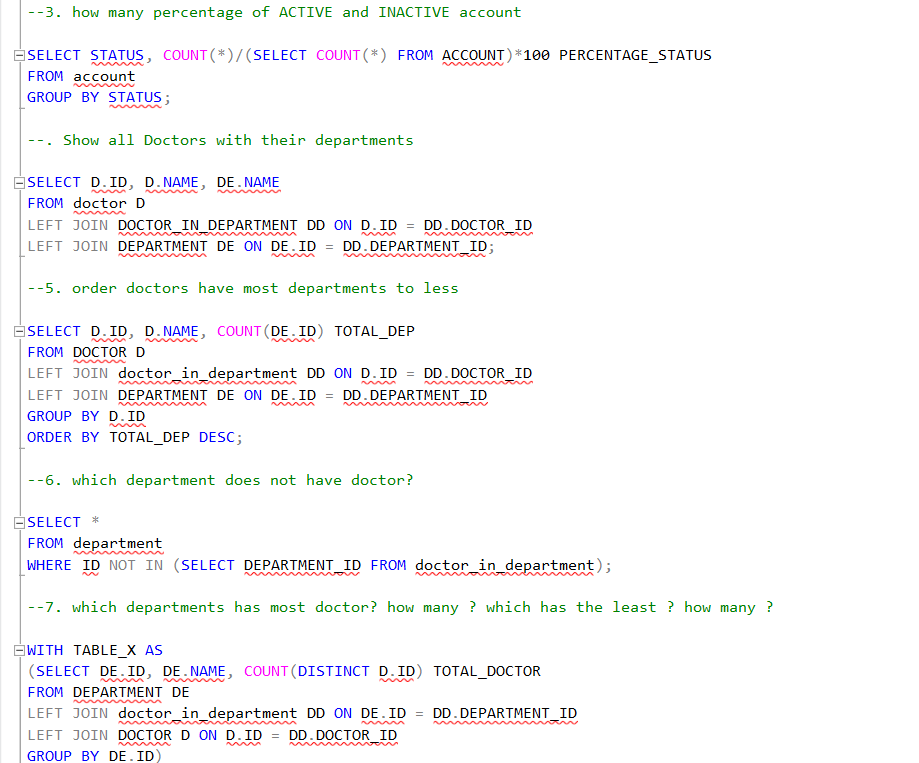 --3. how many percentage of ACTIVE and INACTIVE account
SELECT STATUS, COUNT(*)/(SELECT COUNT(*) FROM ACCOUNT)*100 PERCENTAGE_STATUS
FROM account
GROUP BY STATUS;
--. Show all Doctors with their departments
SELECT D.ID, D.NAME, DE.NAME
FROM doctor D
LEFT JOIN DOCTOR_IN_DEPARTMENT DD ON D.ID = DD.DOCTOR_ID
LEFT JOIN DEPARTMENT DE ON DE.ID = DD.DEPARTMENT_ID;
--5. order doctors have most departments to less
SELECT D.ID, D.NAME, COUNT(DE.ID) TOTAL_DEP
FROM DOCTOR D
LEFT JOIN doctor_in_department DD ON D.ID = DD.DOCTOR_ID
LEFT JOIN DEPARTMENT DE ON DE.ID = DD.DEPARTMENT_ID
GROUP BY D.ID
ORDER BY TOTAL_DEP DESC;
--6. which department does not have doctor?
SELECT *
FROM department
WHERE ID NOT IN (SELECT DEPARTMENT_ID FROM doctor_in_department);
--7. which departments has most doctor? how many ? which has the least ? how many ?
WITH TABLE_X AS
(SELECT DE.ID, DE.NAME, COUNT(DISTINCT D.ID) TOTAL_DOCTOR
FROM DEPARTMENT DE
LEFT JOIN doctor_in_department DD ON DE.ID = DD.DEPARTMENT_ID
LEFT JOIN DOCTOR D ON D.ID = DD.DOCTOR_ID
GROUP BY DE.ID)